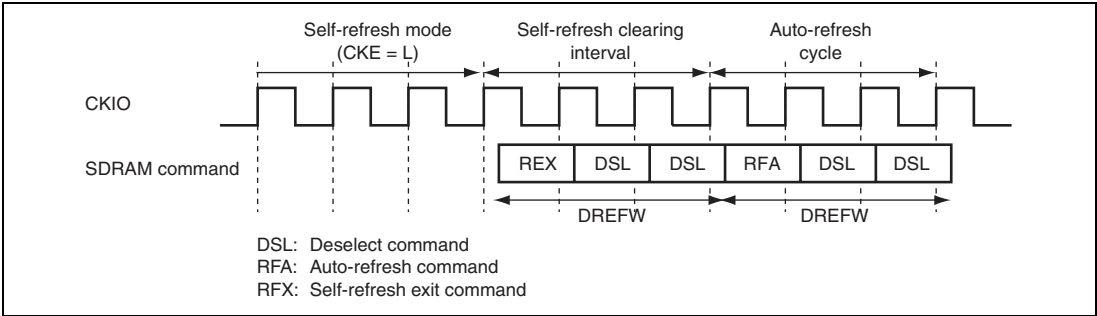 Self-refresh mode
(CKE = L)
Self-refresh clearing
interval
Auto-refresh
cycle
CKIO
SDRAM command
REX DSL DSL RFA DSL DSL
DREFW DREFW
DSL: Deselect command
RFA: Auto-refresh command
RFX: Self-refresh exit command